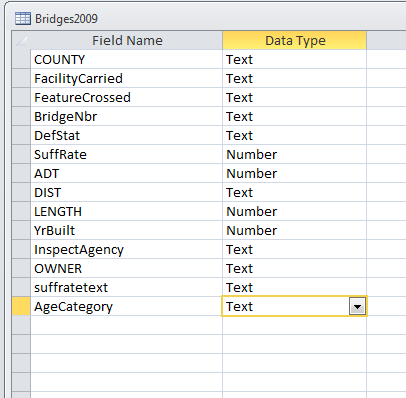 Bridges2009
Field Name Data Type
COUNTY Text
FacilityCarried Text
FeatureCrossed Text
BridgeNbr Text
DefStat Text
SuffRate Number
ADT Number
DIST Text
LENGTH Number
YrBuilt Number
InspectAgency Text
OWNER Text
suffratetext Text
AgeCategory Text